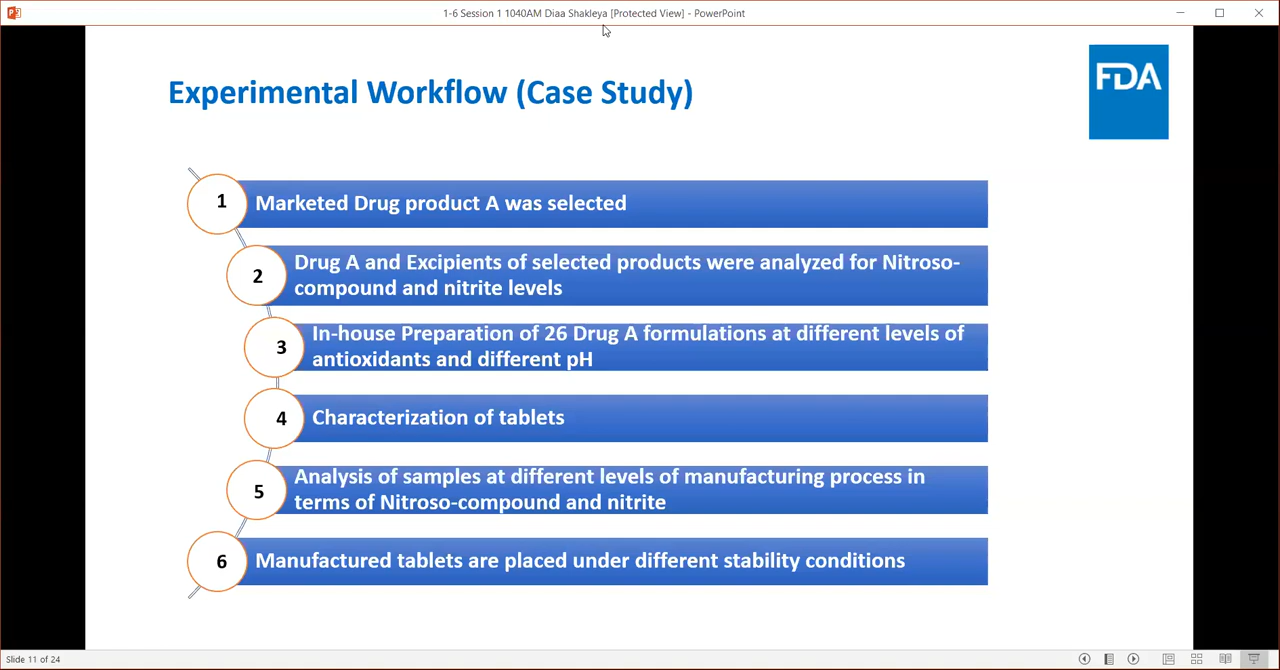 1-6 Session 1 1040AM Diaa Shakleya [Protected View] - PowerPoint
Experimental Workflow (Case Study)
FDA
1 Marketed Drug product A was selected
2 Drug A and Excipients of selected products were analyzed for Nitroso-
compound and nitrite levels
3 In-house Preparation of 26 Drug A formulations at different levels of
antioxidants and different pH
4 Characterization of tablets
5 Analysis of samples at different levels of manufacturing process in
terms of Nitroso-compound and nitrite
6 Manufactured tablets are placed under different stability conditions
Slide 11 of 24